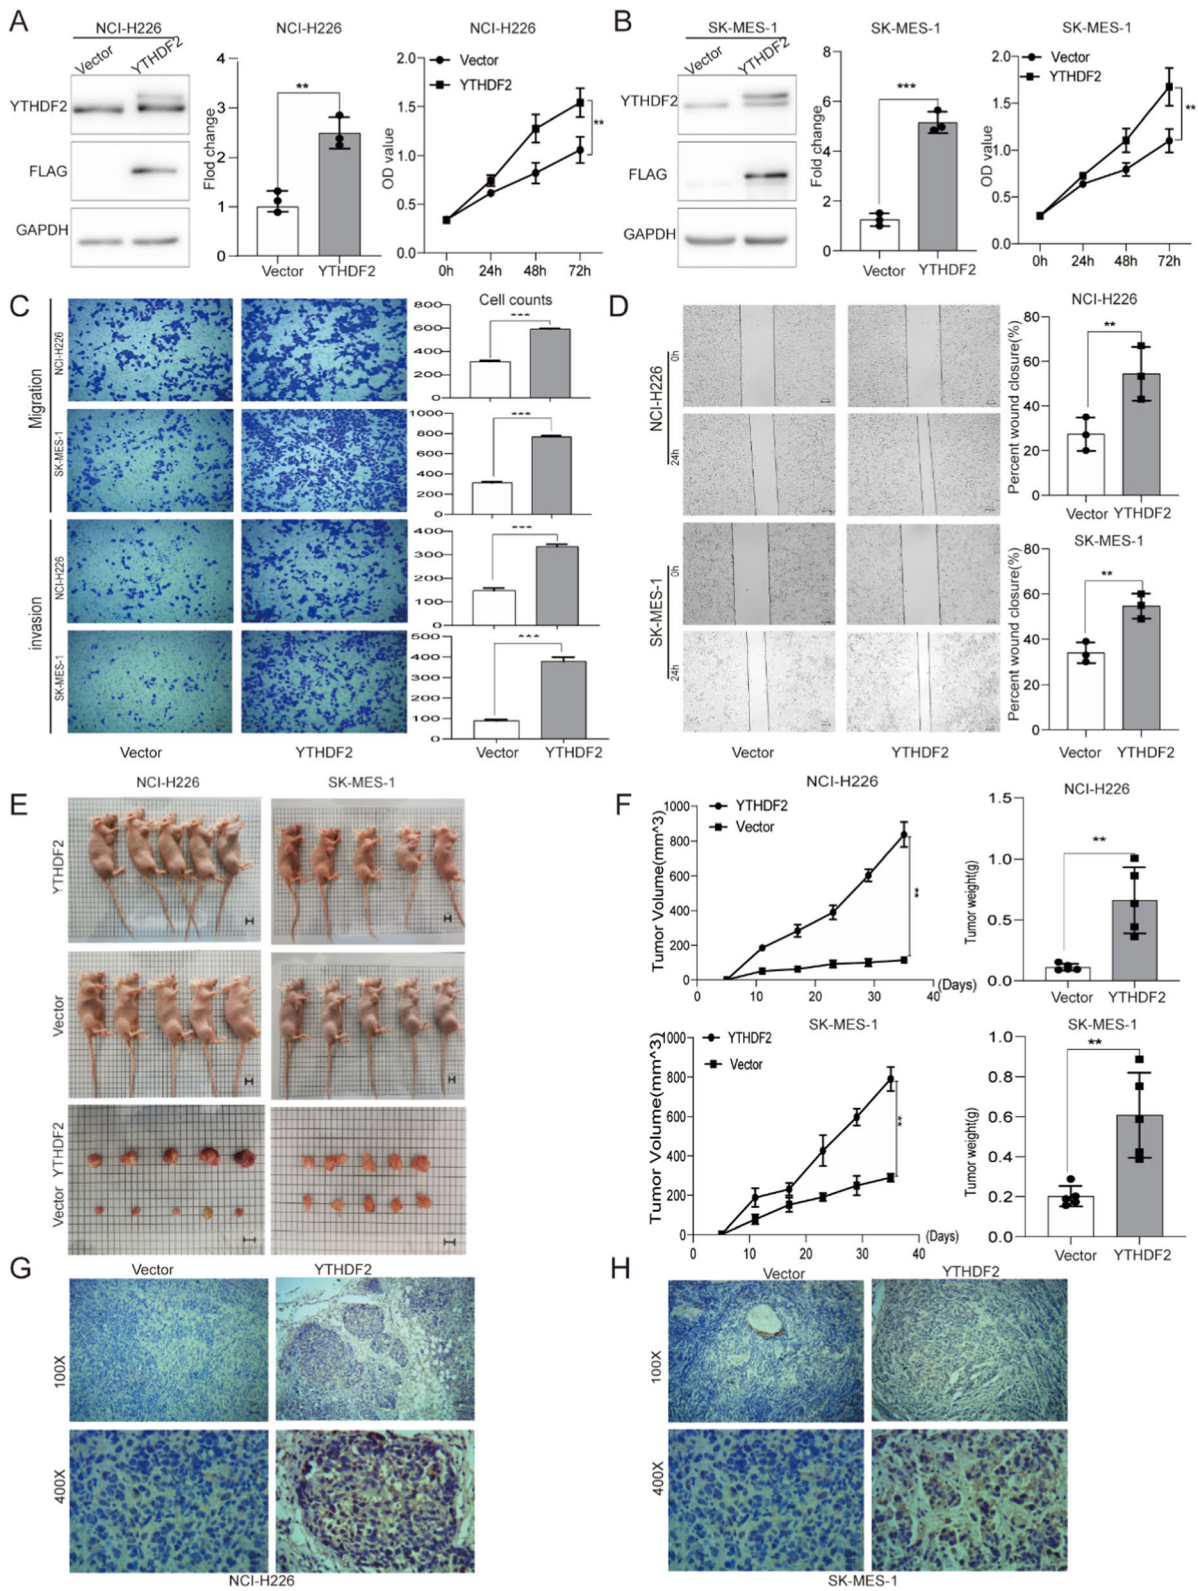 A
NCI-H226
Vector
YTHDF2
YTHDF2
FLAG
GAPDH
NCI-H226
Flod change
4
3
2
1
0
**
Vector
YTHDF2
NCI-H226
Vector
YTHDF2
OD value
2.0
1.5
1.0
0.5
0.0
**
0h
24h
48h
72h
B
SK-MES-1
Vector
YTHDF2
YTHDF2
FLAG
GAPDH
SK-MES-1
Fold change
8
6
4
2
0
***
Vector
YTHDF2
SK-MES-1
Vector
YTHDF2
OD value
2.0
1.5
1.0
0.5
0.0
**
0h
24h
48h
72h
C
Migration
NCI-H226
SK-MES-1
invasion
NCI-H226
SK-MES-1
Vector
YTHDF2
Cell counts
800
600
400
200
0
***
1000
800
600
400
200
0
***
400
300
200
100
0
***
500
400
300
200
100
0
***
Vector
YTHDF2
D
NCI-H226
0h
24h
SK-MES-1
0h
24h
Vector
YTHDF2
NCI-H226
Percent wound closure(%)
80
60
40
20
0
**
Vector
YTHDF2
SK-MES-1
Percent wound closure(%)
80
60
40
20
0
**
Vector
YTHDF2
E
NCI-H226
SK-MES-1
YTHDF2
Vector
YTHDF2
Vector
F
NCI-H226
YTHDF2
Vector
Tumor Volume(mm^3)
1000
800
600
400
200
0
**
0
10
20
30
40
(Days)
NCI-H226
Tumor weight(g)
1.5
1.0
0.5
0.0
**
Vector
YTHDF2
SK-MES-1
YTHDF2
Vector
Tumor Volume(mm^3)
1000
800
600
400
200
0
**
0
10
20
30
40
(Days)
SK-MES-1
Tumor weight(g)
1.0
0.8
0.6
0.4
0.2
0.0
**
Vector
YTHDF2
G
Vector
YTHDF2
100X
400X
NCI-H226
H
Vector
YTHDF2
100X
400X
SK-MES-1